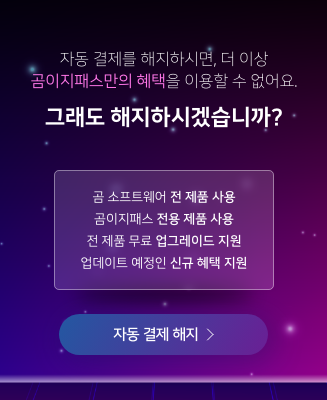 자동 결제를 해지하시면, 더 이상
곰이지패스만의 혜택을 이용할 수 없어요.
그래도 해지하시겠습니까?
곰 소프트웨어 전 제품 사용
곰이지패스 전용 제품 사용
전 제품 무료 업그레이드 지원
업데이트 예정인 신규 혜택 지원
자동 결제 해지 >